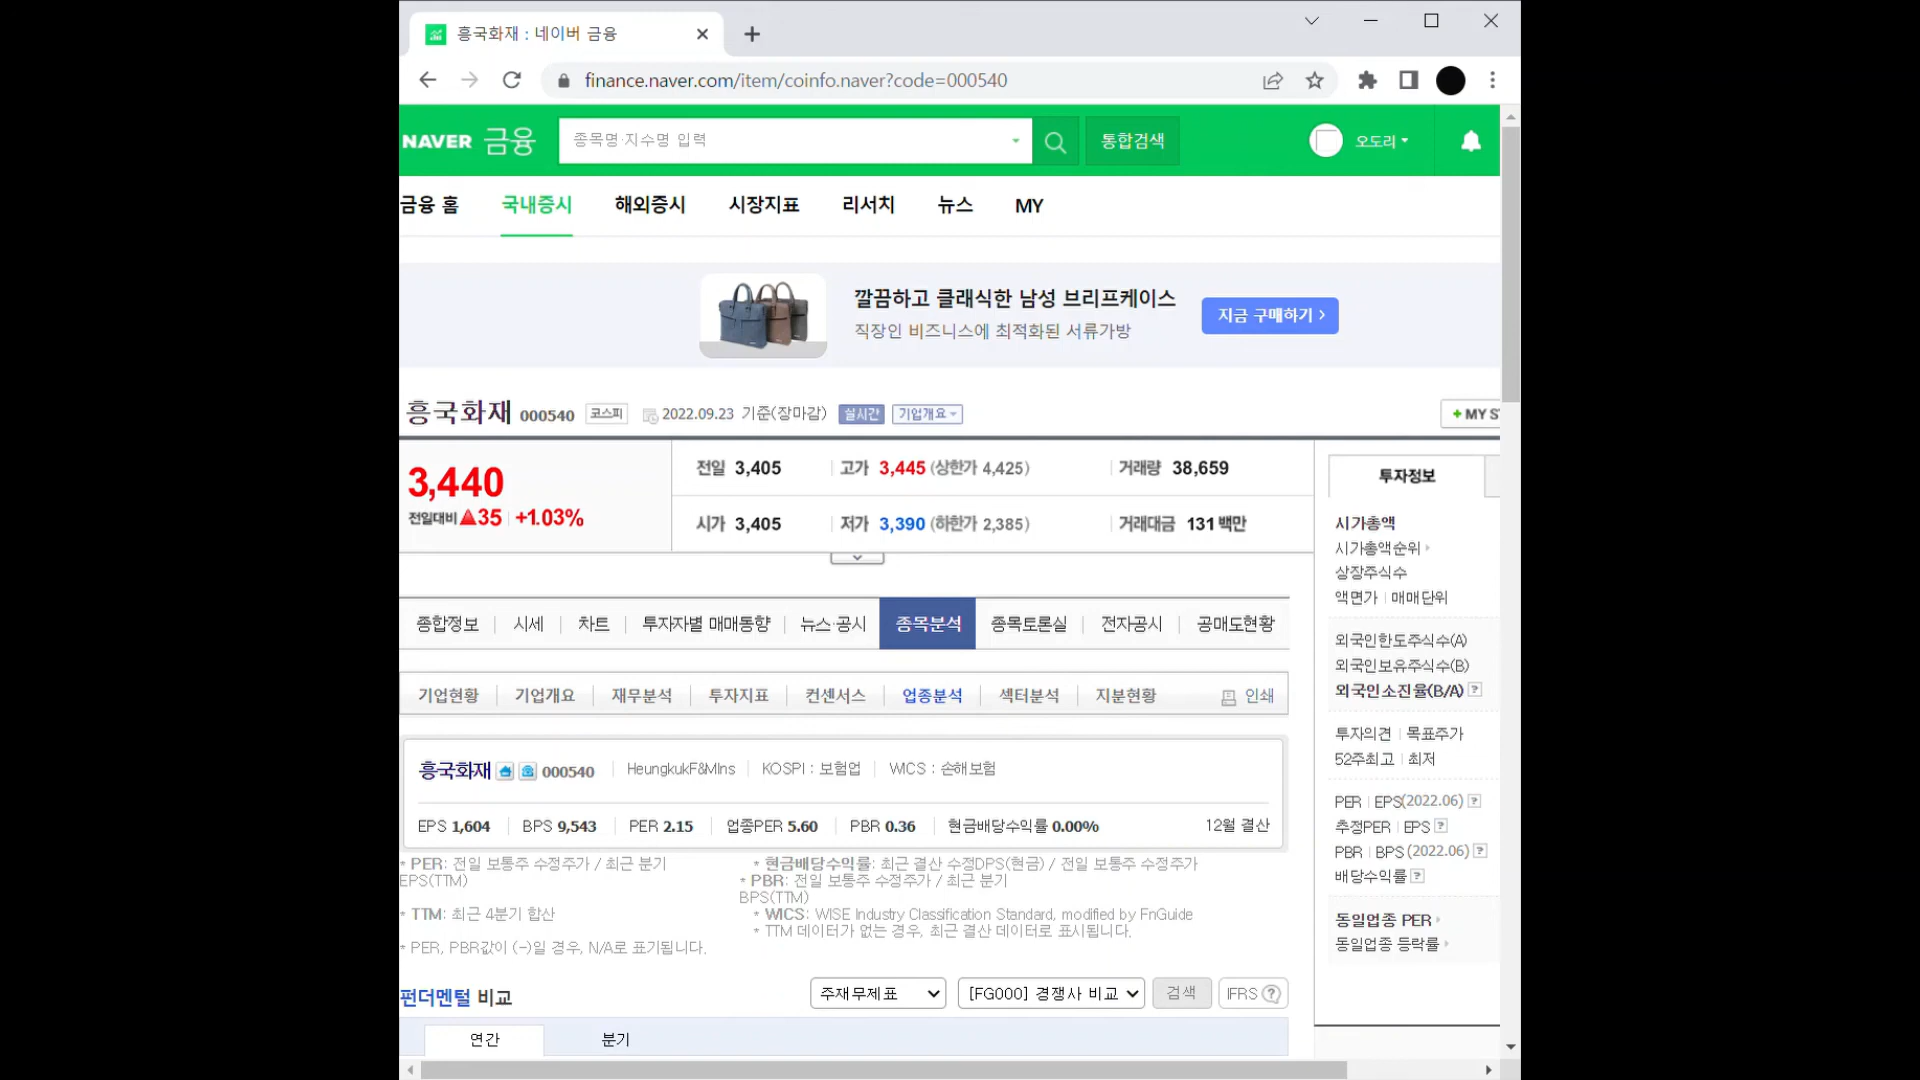 흥국화재 : 네이버 금융
finance.naver.com/item/coinfo.naver?code=000540
NAVER 금융 종목명·지수명 입력 통합검색 오도리
금융 홈 국내증시 해외증시 시장지표 리서치 뉴스 MY
깔끔하고 클래식한 남성 브리프케이스
직장인 비즈니스에 최적화된 서류가방
지금 구매하기 >
흥국화재 000540 코스피 2022.09.23 기준(장마감) 실시간 기업개요
+ MY S
3,440
전일대비 ▲35 +1.03%
전일 3,405 고가 3,445 (상한가 4,425) 거래량 38,659
시가 3,405 저가 3,390 (하한가 2,385) 거래대금 131 백만
종합정보 시세 차트 투자자별 매매동향 뉴스·공시 종목분석 종목토론실 전자공시 공매도현황
기업현황 기업개요 재무분석 투자지표 컨센서스 업종분석 섹터분석 지분현황 인쇄
흥국화재 000540 HeungkukF&MIns KOSPI : 보험업 WICS : 손해보험
EPS 1,604 BPS 9,543 PER 2.15 업종PER 5.60 PBR 0.36 현금배당수익률 0.00% 12월 결산
* PER: 전일 보통주 수정주가 / 최근 분기
EPS(TTM)
* TTM: 최근 4분기 합산
* PER, PBR값이 (-)일 경우, N/A로 표기됩니다.
* 현금배당수익률: 최근 결산 수정DPS(현금) / 전일 보통주 수정주가
* PBR: 전일 보통주 수정주가 / 최근 분기
BPS(TTM)
* WICS: WISE Industry Classification Standard, modified by FnGuide
* TTM 데이터가 없는 경우, 최근 결산 데이터로 표시됩니다.
펀더멘털 비교 주재무제표 [FG000] 경쟁사 비교 검색 IFRS ?
연간 분기
투자정보
시가총액
시가총액순위
상장주식수
액면가 | 매매단위
외국인한도주식수(A)
외국인보유주식수(B)
외국인소진율(B/A) ?
투자의견 | 목표주가
52주최고 | 최저
PER | EPS(2022.06) ?
추정PER | EPS ?
PBR | BPS (2022.06) ?
배당수익률 ?
동일업종 PER
동일업종 등락률